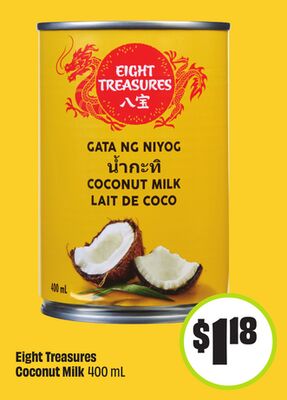 EIGHT
TREASURES
八宝
GATA NG NIYOG
น้ำกะทิ
COCONUT MILK
LAIT DE COCO
400 mL
$1.18
Eight Treasures
Coconut Milk 400 mL